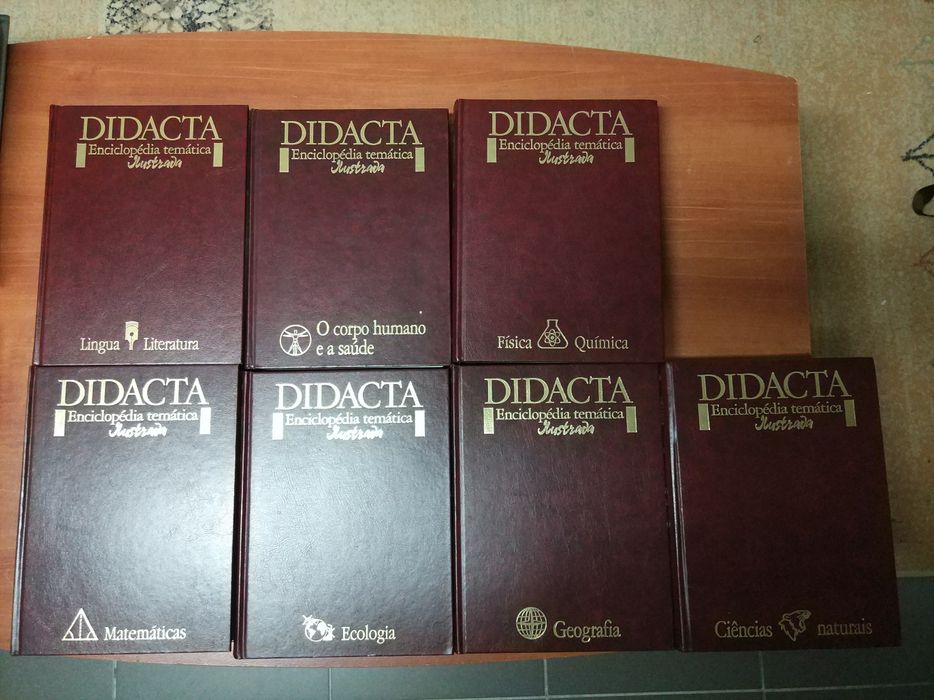 DIDACTA
Enciclopédia temática
Ilustrada
Lingua Literatura
DIDACTA
Enciclopédia temática
Ilustrada
O corpo humano
e a saúde
DIDACTA
Enciclopédia temática
Ilustrada
Física Química
DIDACTA
Enciclopédia temática
Ilustrada
Matemáticas
DIDACTA
Enciclopédia temática
Ilustrada
Ecologia
DIDACTA
Enciclopédia temática
Ilustrada
Geografia
DIDACTA
Enciclopédia temática
Ilustrada
Ciências naturais